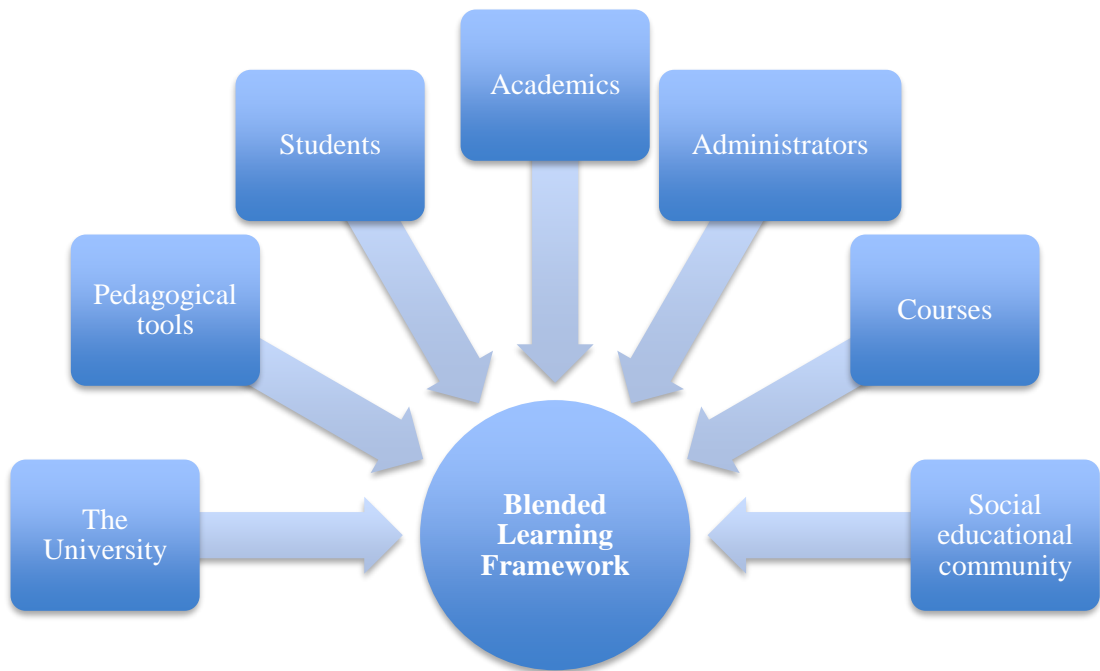 Academics
Students
Administrators
Pedagogical
tools
Courses
The
University
Blended
Learning
Framework
Social
educational
community